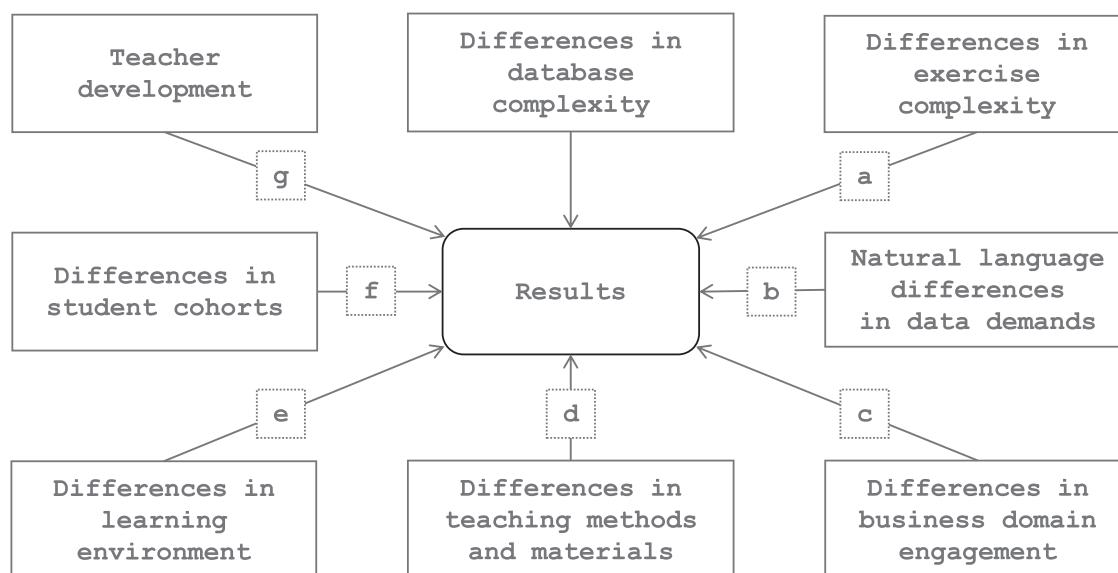 Teacher
development
Differences in
database
complexity
Differences in
exercise
complexity
g
a
Differences in
student cohorts
f
Results
b
Natural language
differences
in data demands
e
d
c
Differences in
learning
environment
Differences in
teaching methods
and materials
Differences in
business domain
engagement